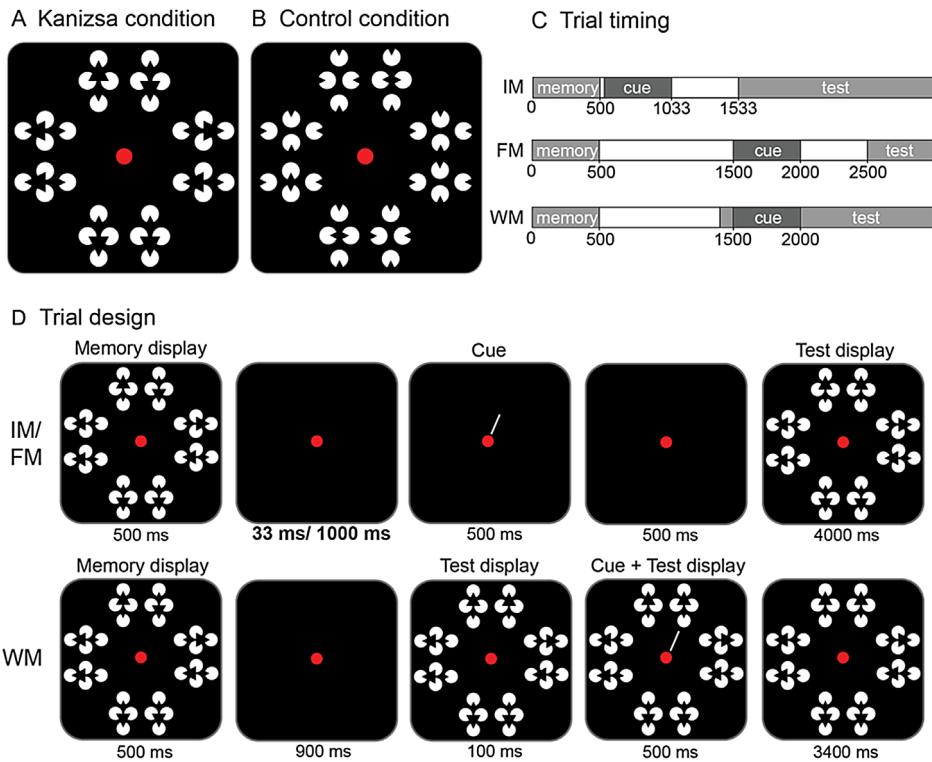 A Kanizsa condition
B Control condition
C Trial timing
IM memory cue test
0 500 1033 1533
FM memory cue test
0 500 1500 2000 2500
WM memory cue test
0 500 1500 2000
D Trial design
Memory display Cue Test display
IM/
FM
500 ms 33 ms/ 1000 ms 500 ms 500 ms 4000 ms
Memory display Test display Cue + Test display
WM
500 ms 900 ms 100 ms 500 ms 3400 ms